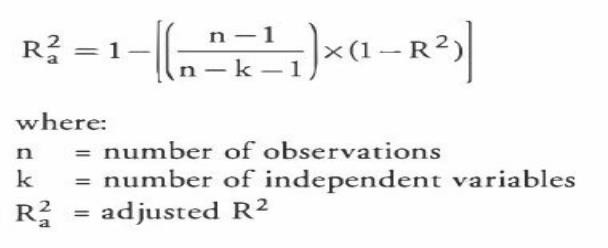 R²ₐ = 1 − [((n − 1)/(n − k − 1)) × (1 − R²)]
where:
n = number of observations
k = number of independent variables
R²ₐ = adjusted R²